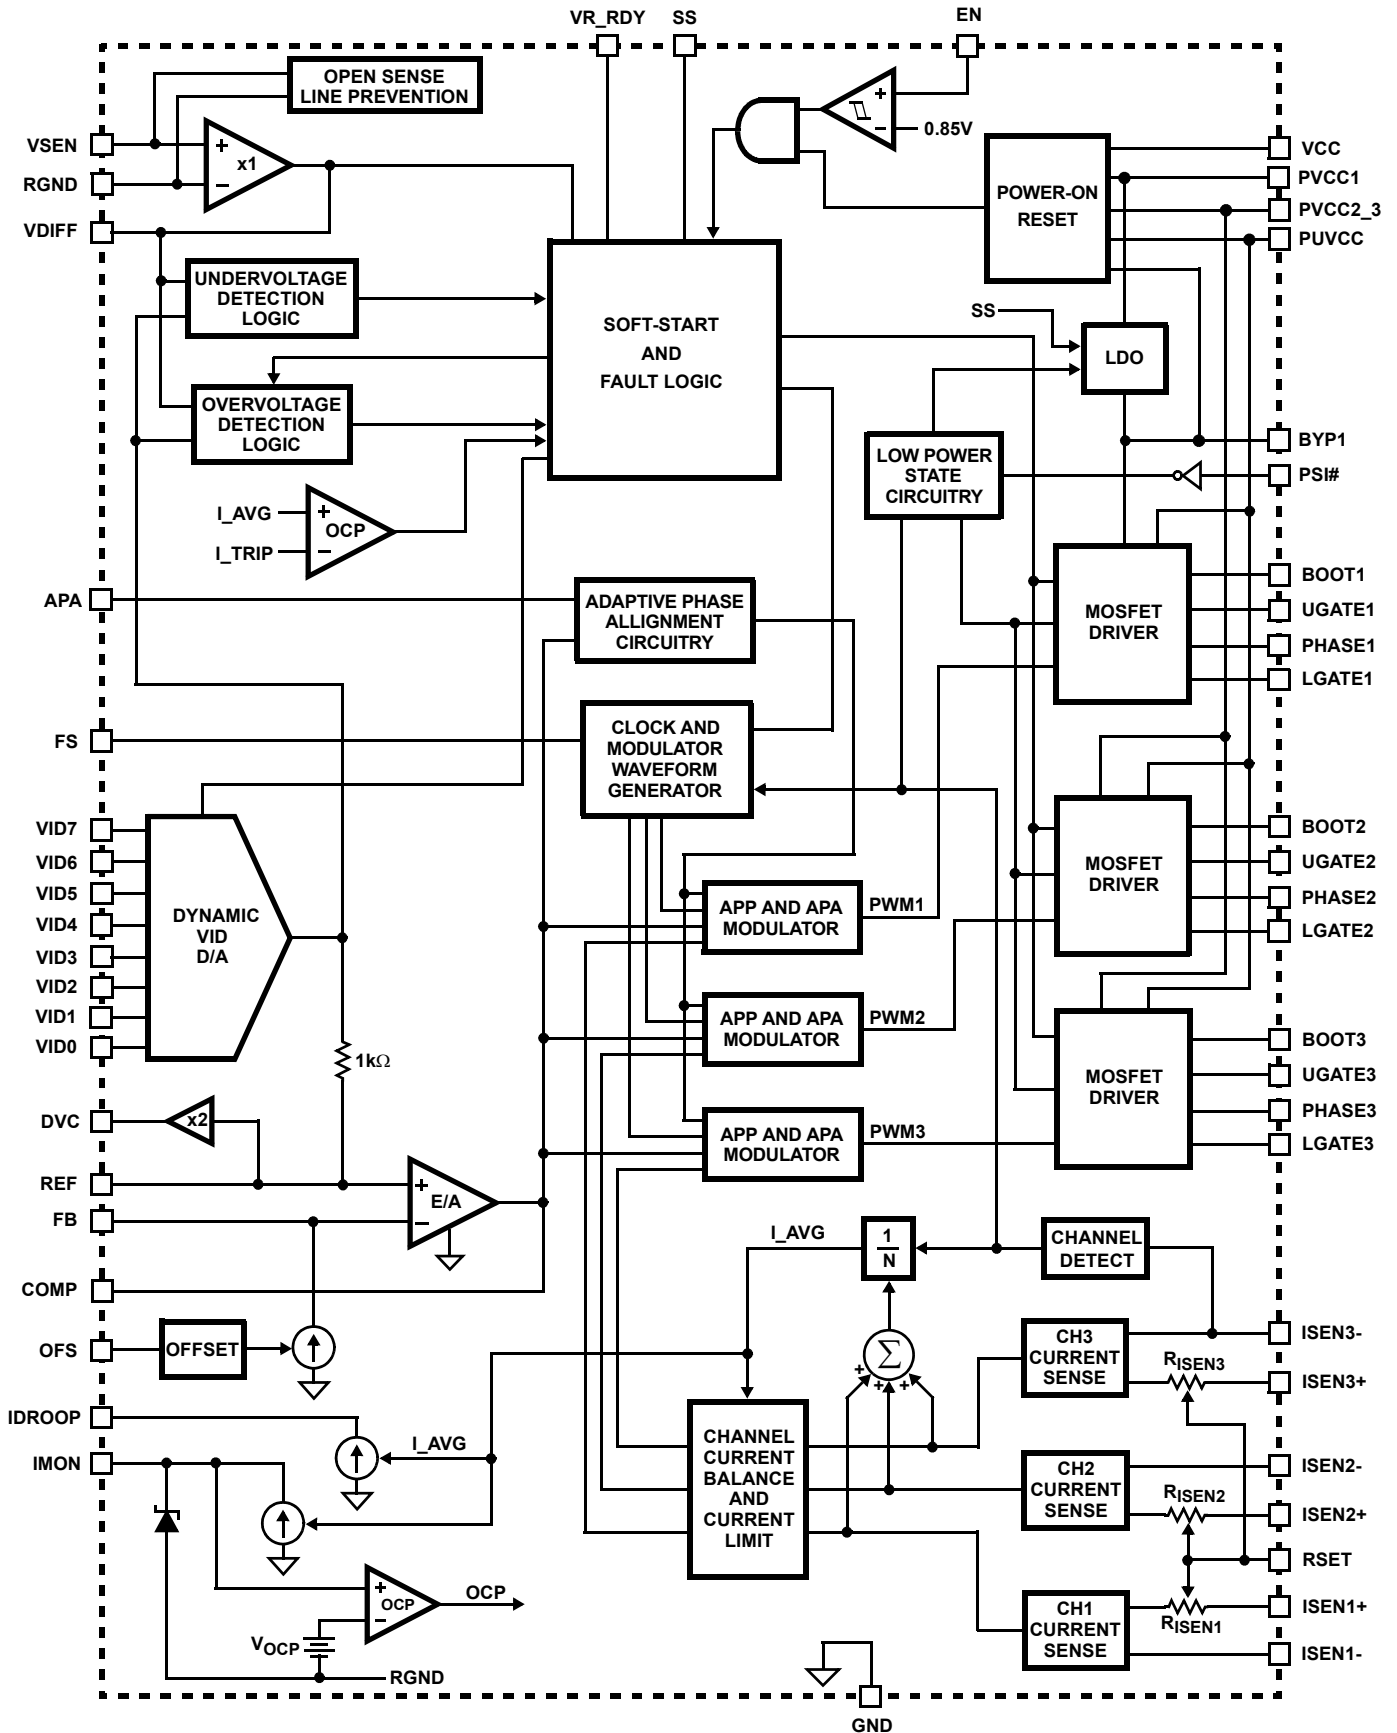 VR_RDY
SS
EN
OPEN SENSE
LINE PREVENTION
VSEN
+
x1
−
RGND
VDIFF
+
−
0.85V
POWER-ON
RESET
VCC
PVCC1
PVCC2_3
PUVCC
UNDERVOLTAGE
DETECTION
LOGIC
SOFT-START
AND
FAULT LOGIC
SS
LDO
OVERVOLTAGE
DETECTION
LOGIC
LOW POWER
STATE
CIRCUITRY
BYP1
PSI#
I_AVG
+
OCP
I_TRIP
−
APA
ADAPTIVE PHASE
ALLIGNMENT
CIRCUITRY
MOSFET
DRIVER
BOOT1
UGATE1
PHASE1
LGATE1
FS
CLOCK AND
MODULATOR
WAVEFORM
GENERATOR
VID7
VID6
VID5
VID4
VID3
VID2
VID1
VID0
DYNAMIC
VID
D/A
APP AND APA
MODULATOR
PWM1
MOSFET
DRIVER
BOOT2
UGATE2
PHASE2
LGATE2
APP AND APA
MODULATOR
PWM2
1kΩ
MOSFET
DRIVER
BOOT3
UGATE3
PHASE3
LGATE3
DVC
x2
APP AND APA
MODULATOR
PWM3
REF
+
E/A
−
FB
COMP
I_AVG
1
N
CHANNEL
DETECT
OFS
OFFSET
Σ
+
+
+
CH3
CURRENT
SENSE
RISEN3
ISEN3-
ISEN3+
IDROOP
I_AVG
IMON
CHANNEL
CURRENT
BALANCE
AND
CURRENT
LIMIT
CH2
CURRENT
SENSE
RISEN2
ISEN2-
ISEN2+
RSET
+
OCP
−
OCP
VOCP
RGND
CH1
CURRENT
SENSE
RISEN1
ISEN1+
ISEN1-
GND